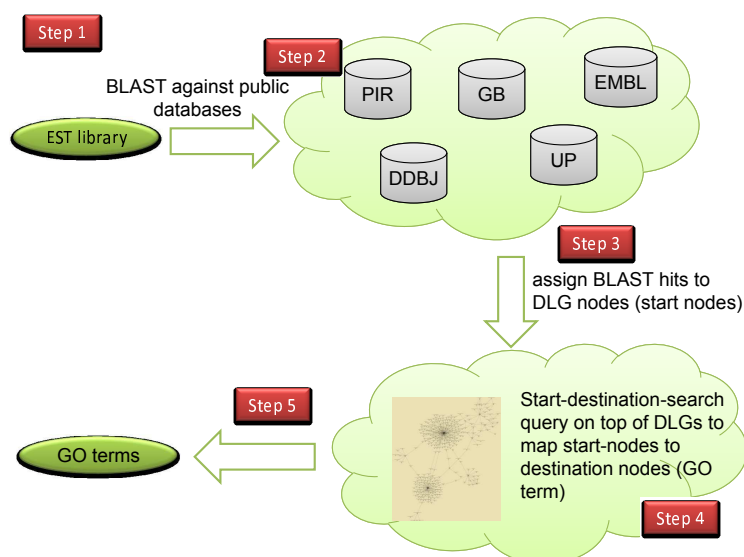 Step 1
Step 2
BLAST against public
databases
EST library
PIR
GB
EMBL
DDBJ
UP
Step 3
assign BLAST hits to
DLG nodes (start nodes)
Step 5
GO terms
Start-destination-search
query on top of DLGs to
map start-nodes to
destination nodes (GO
term)
Step 4